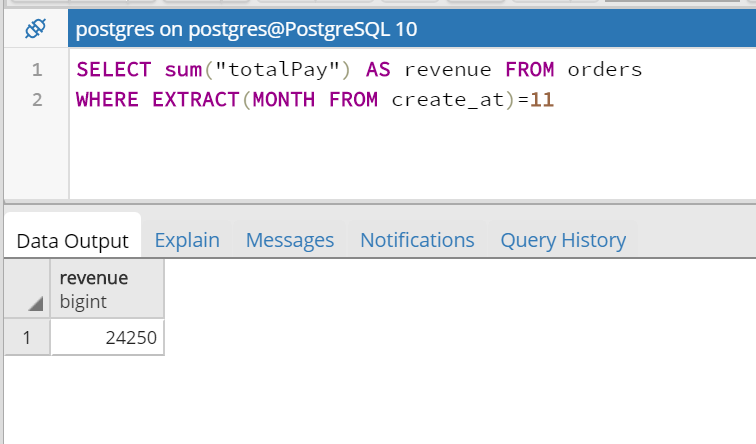 postgres on postgres@PostgreSQL 10
1 SELECT sum("totalPay") AS revenue FROM orders
2 WHERE EXTRACT(MONTH FROM create_at)=11
Data Output Explain Messages Notifications Query History
revenue
bigint
1 24250